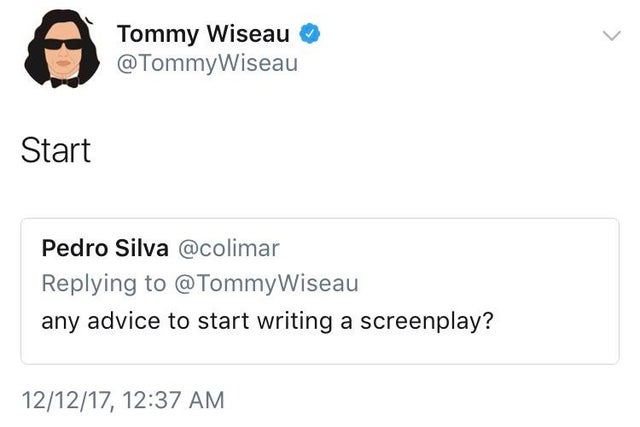 Tommy Wiseau
@TommyWiseau
Start
Pedro Silva @colimar
Replying to @TommyWiseau
any advice to start writing a screenplay?
12/12/17, 12:37 AM